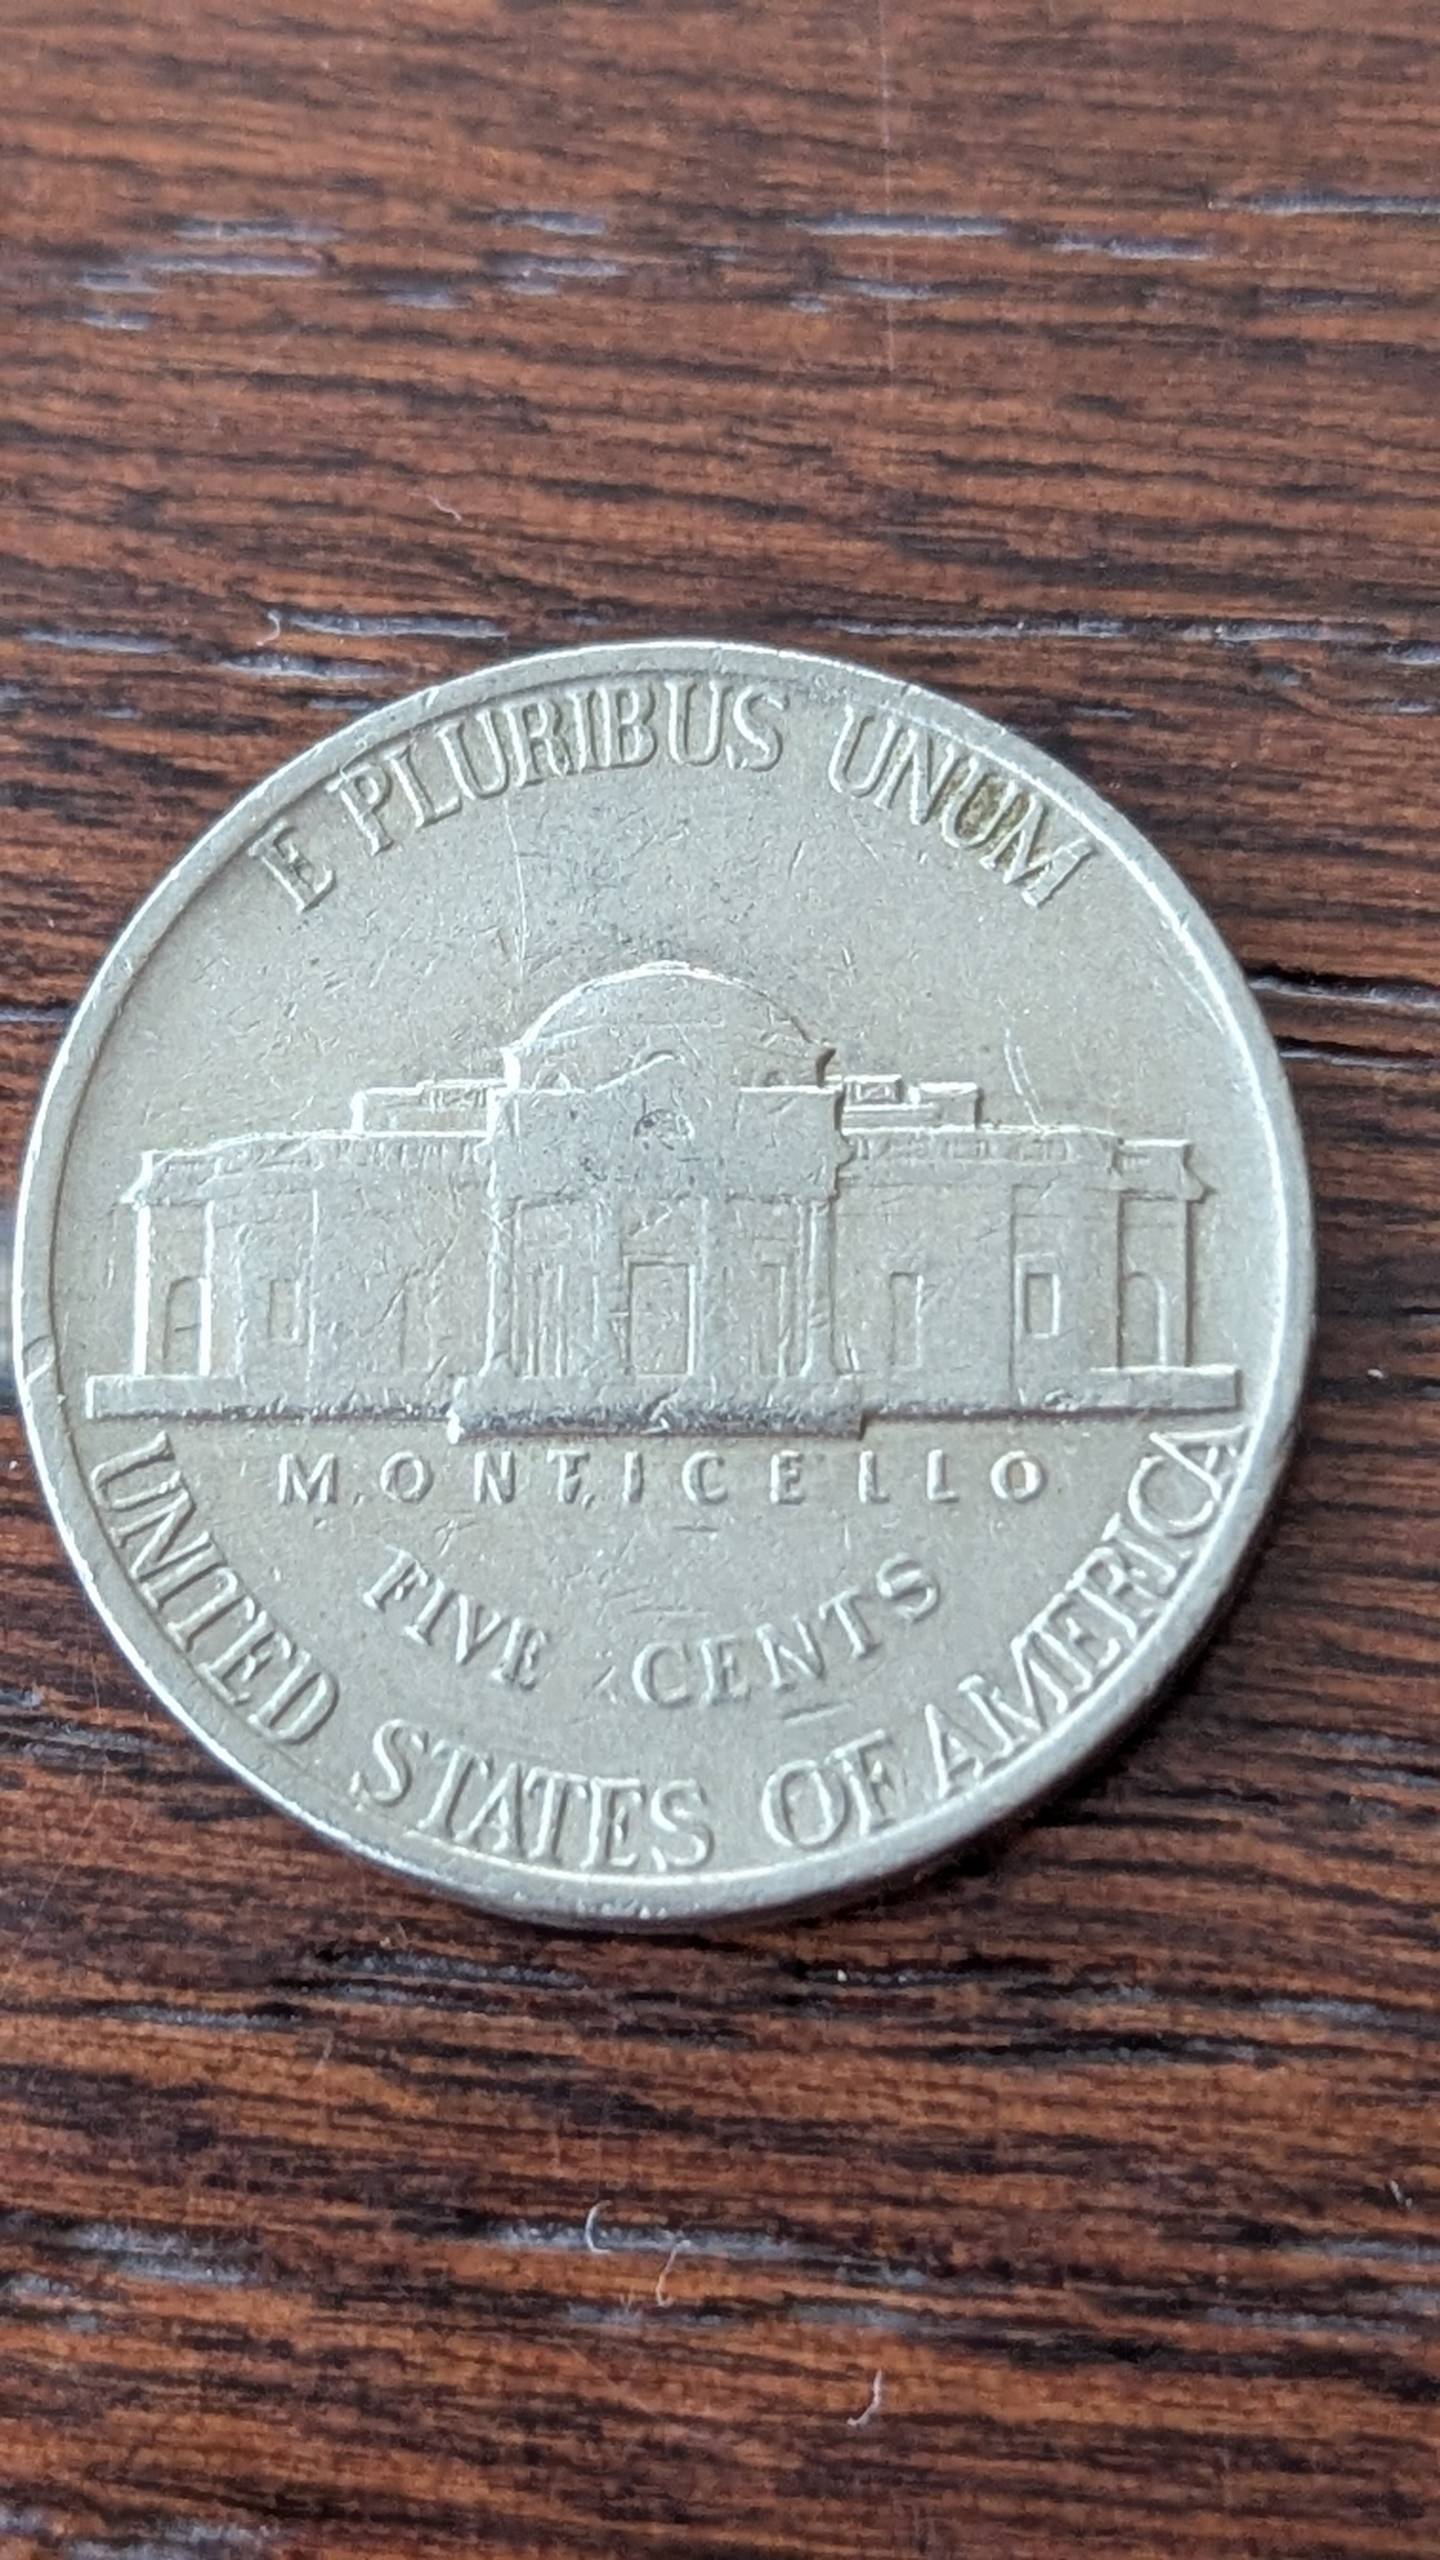 E PLURIBUS UNUM
MONTICELLO
FIVE CENTS
UNITED STATES OF AMERICA